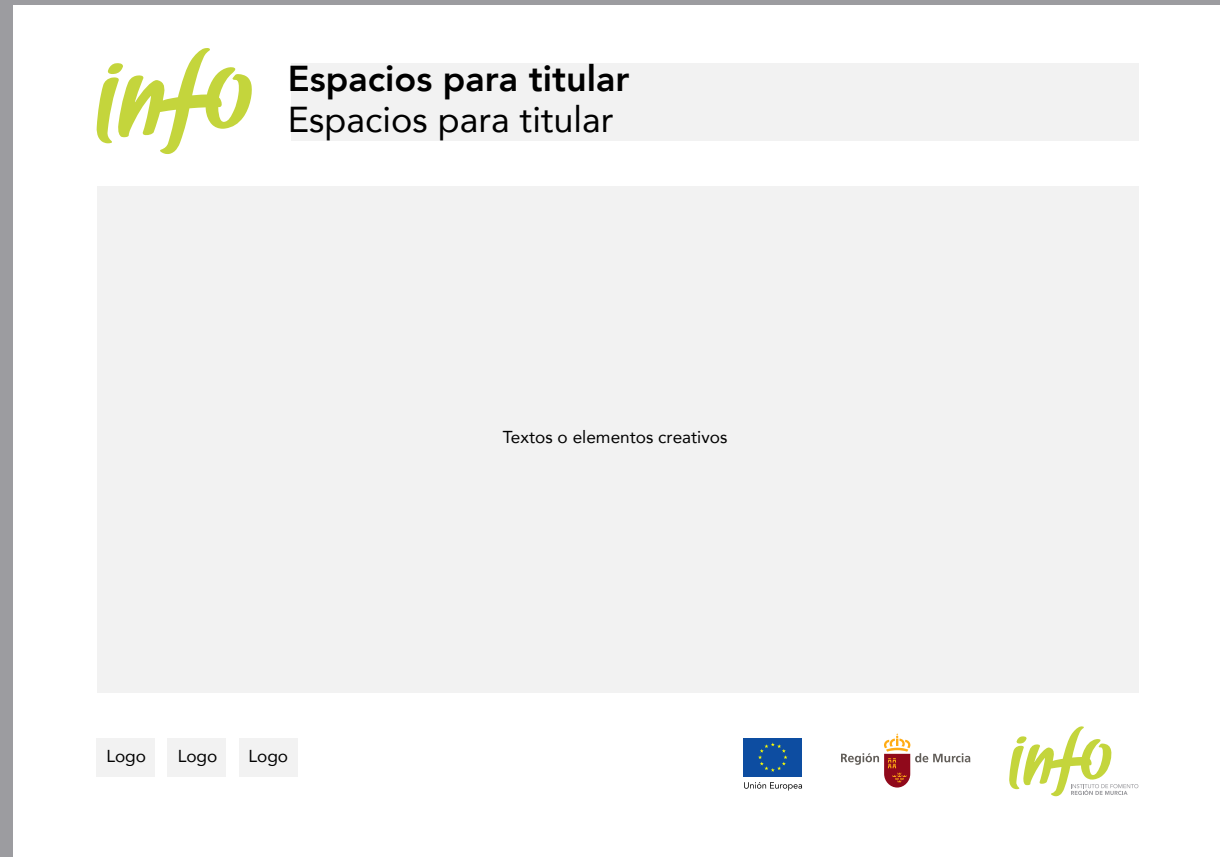 info
Espacios para titular
Espacios para titular
Textos o elementos creativos
Logo
Logo
Logo
Unión Europea
Región de Murcia
info
INSTITUTO DE FOMENTO
REGIÓN DE MURCIA